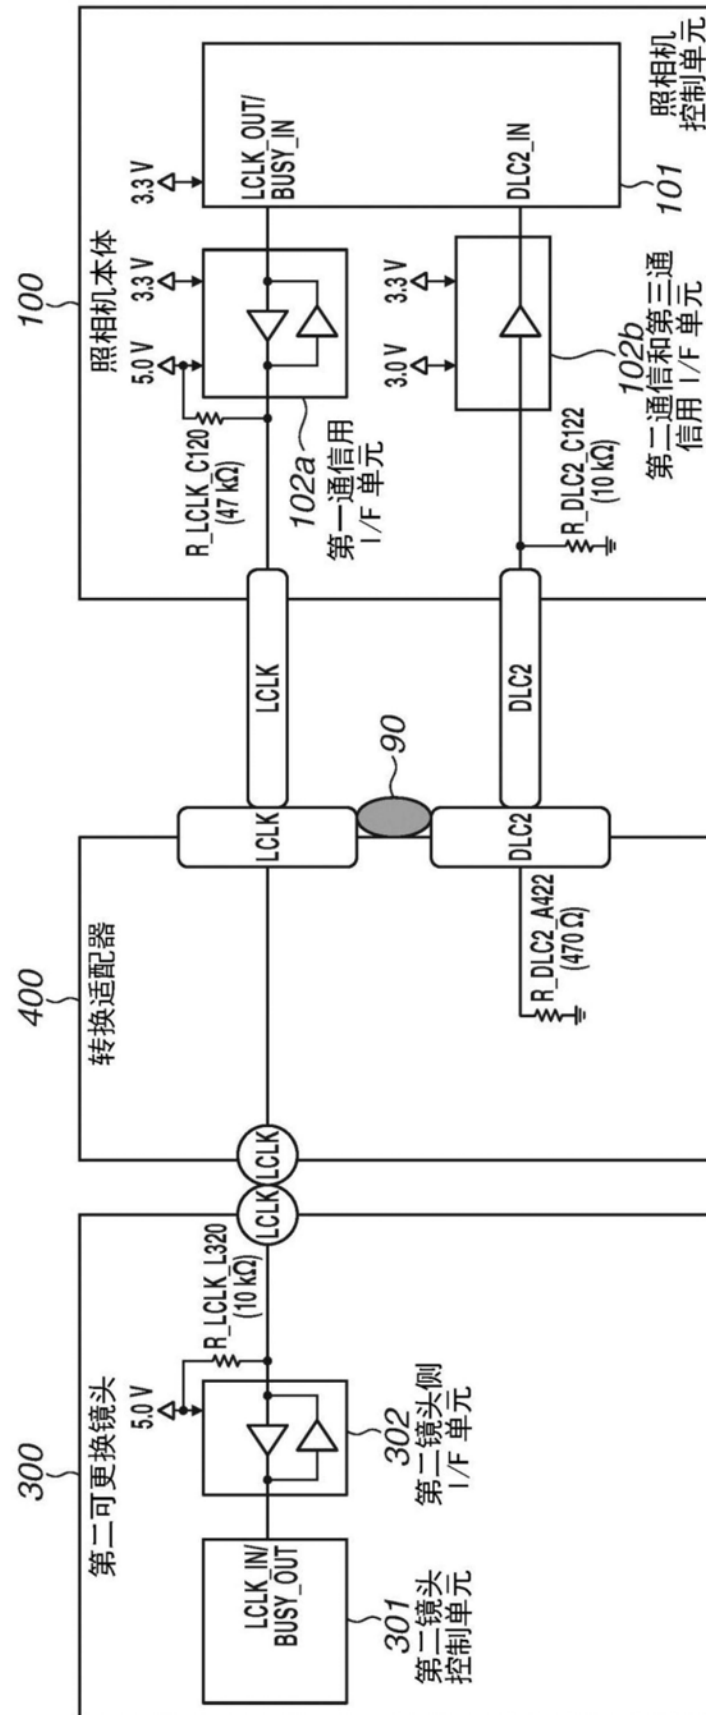 300
第二可更换镜头
5.0 V
R_LCLK_L320
(10 kΩ)
LCLK_IN/
BUSY_OUT
301
第二镜头
控制单元
302
第二镜头侧
I/F 单元
LCLK
400
转换适配器
LCLK
LCLK
90
DLC2
R_DLC2_A422
(470 Ω)
LCLK
DLC2
100
照相机本体
5.0 V
3.3 V
3.3 V
R_LCLK_C120
(47 kΩ)
102a
第一通信用
I/F 单元
LCLK_OUT/
BUSY_IN
3.0 V
3.3 V
DLC2_IN
R_DLC2_C122
(10 kΩ)
102b
第二通信和第三通
信用 I/F 单元
101
照相机
控制单元